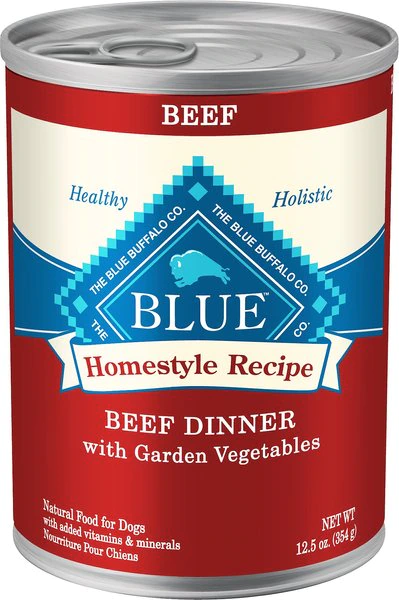 BEEF
Healthy
Holistic
THE BLUE BUFFALO CO.
THE BLUE BUFFALO CO.
THE
CO.
BLUE™
Homestyle Recipe
BEEF DINNER
with Garden Vegetables
Natural Food for Dogs
with added vitamins & minerals
Nourriture Pour Chiens
NET WT
12.5 oz. (354 g)